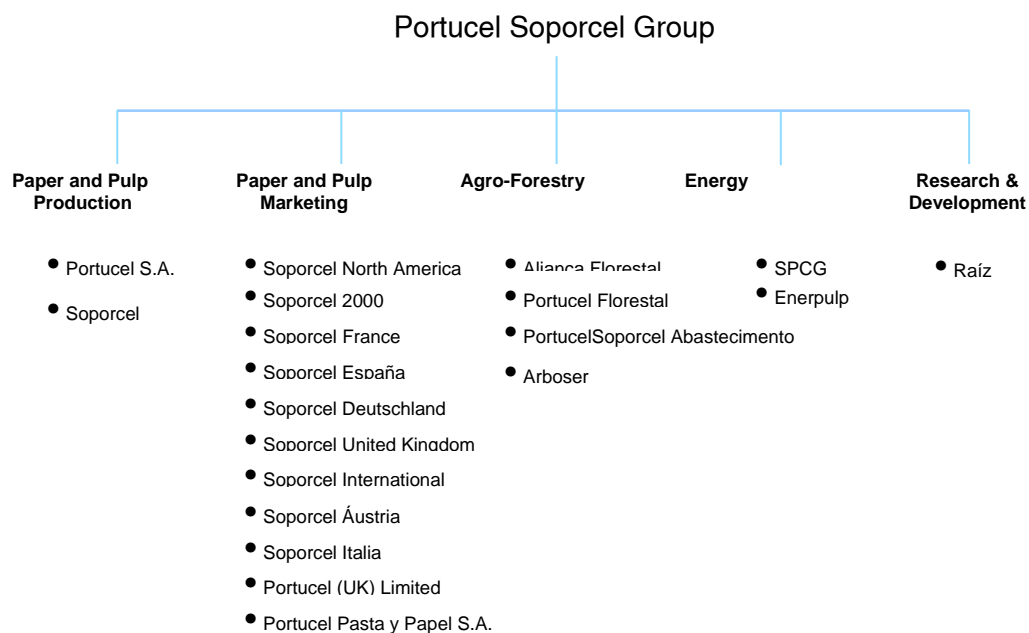 Portucel Soporcel Group
Paper and Pulp
Production
Paper and Pulp
Marketing
Agro-Forestry
Energy
Research &
Development
• Portucel S.A.
• Soporcel
• Soporcel North America
• Soporcel 2000
• Soporcel France
• Soporcel España
• Soporcel Deutschland
• Soporcel United Kingdom
• Soporcel International
• Soporcel Áustria
• Soporcel Italia
• Portucel (UK) Limited
• Portucel Pasta y Papel S.A.
• Aliança Florestal
• Portucel Florestal
• PortucelSoporcel Abastecimento
• Arboser
• SPCG
• Enerpulp
• Raíz